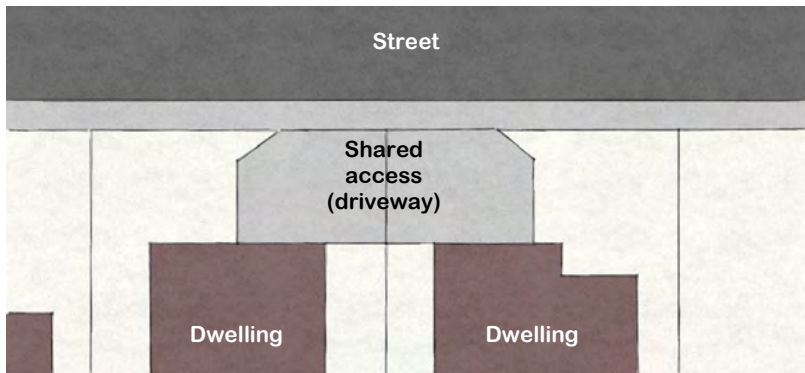 Street
Shared
access
(driveway)
Dwelling
Dwelling